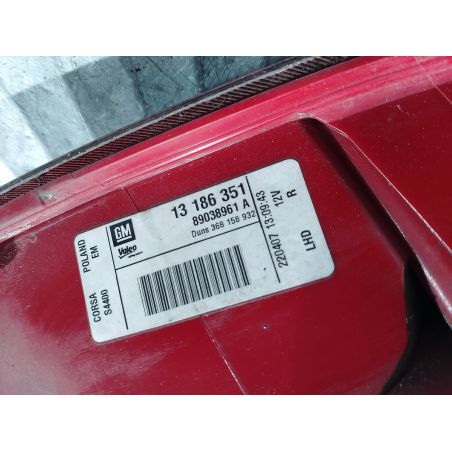 GM
Valeo
13 186 351
89038961 A
Duns 368 158 932
CORSA POLAND
S4400 EM
220407 13:09:43
12V R
LHD